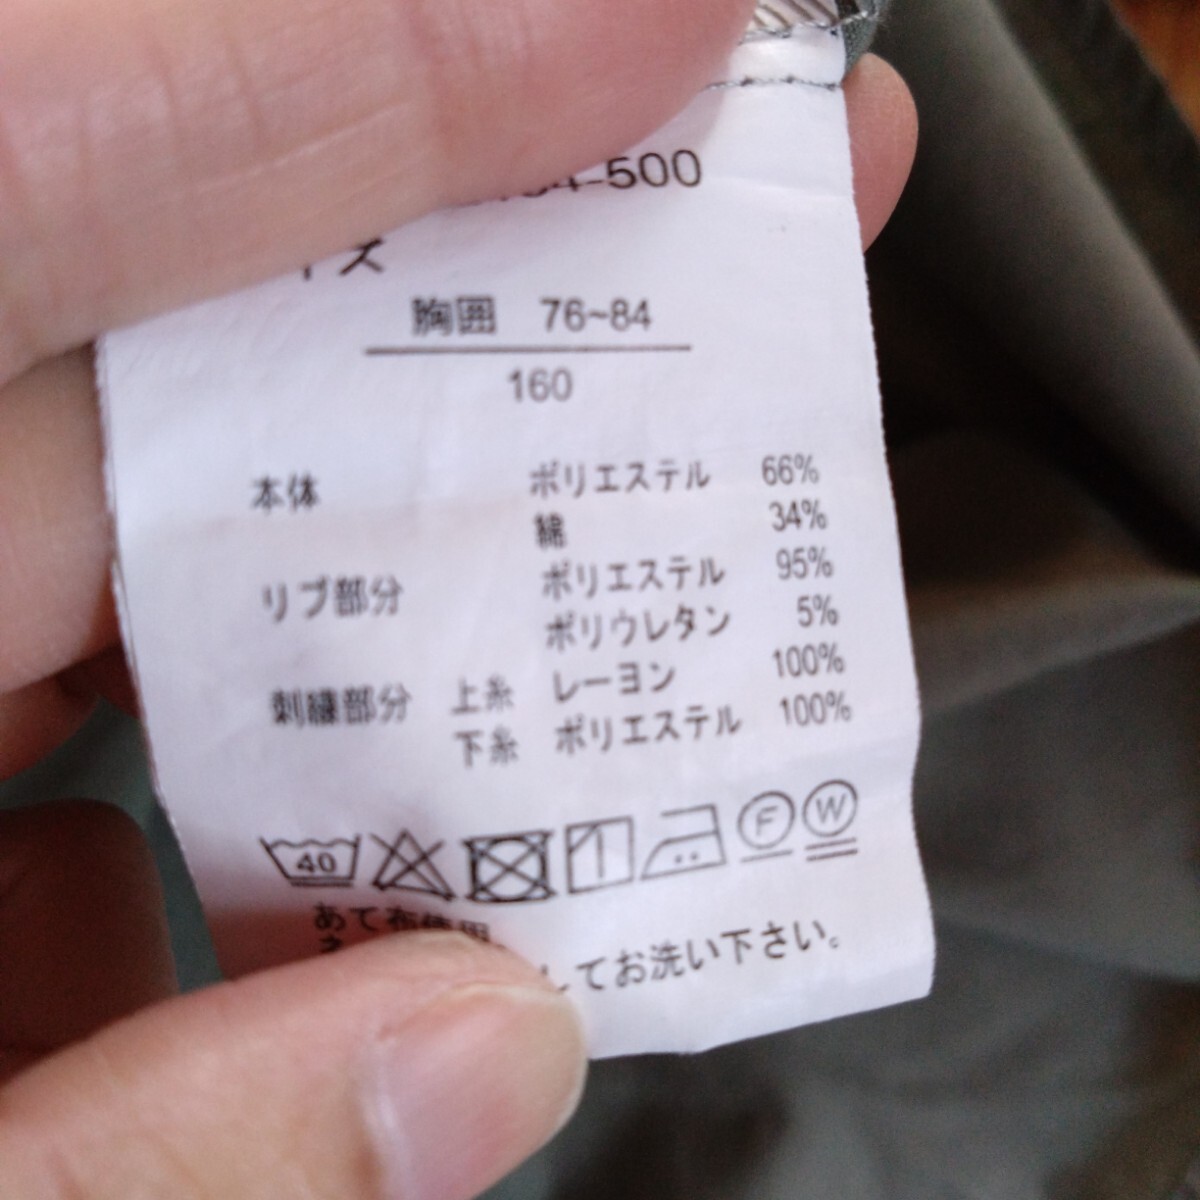 -500
イズ
胸囲 76~84
160
本体 ポリエステル 66%
綿 34%
リブ部分 ポリエステル 95%
ポリウレタン 5%
刺繍部分 上糸 レーヨン 100%
下糸 ポリエステル 100%
40 F W
あて布使用
してお洗い下さい。